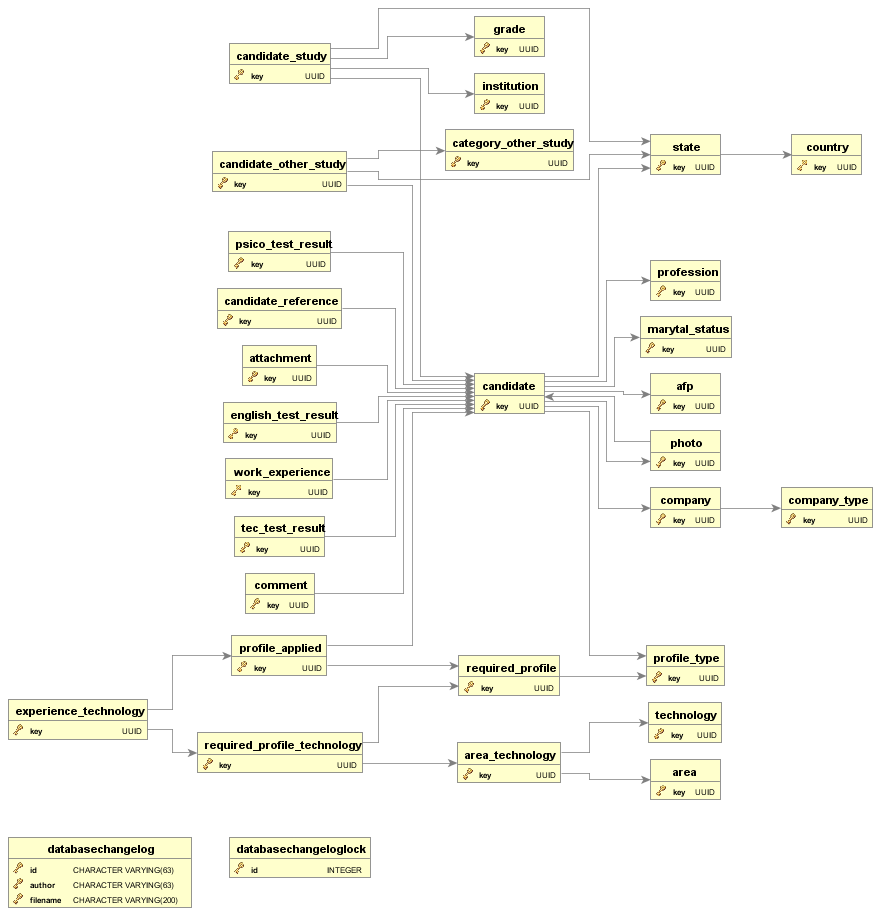 grade
key UUID
candidate_study
key UUID
institution
key UUID
category_other_study
key UUID
state
key UUID
country
key UUID
candidate_other_study
key UUID
psico_test_result
key UUID
profession
key UUID
candidate_reference
key UUID
marytal_status
key UUID
attachment
key UUID
candidate
key UUID
afp
key UUID
english_test_result
key UUID
photo
key UUID
work_experience
key UUID
company
key UUID
company_type
key UUID
tec_test_result
key UUID
comment
key UUID
profile_applied
key UUID
required_profile
key UUID
profile_type
key UUID
experience_technology
key UUID
required_profile_technology
key UUID
technology
key UUID
area_technology
key UUID
area
key UUID
databasechangelog
id CHARACTER VARYING(63)
author CHARACTER VARYING(63)
filename CHARACTER VARYING(200)
databasechangeloglock
id INTEGER